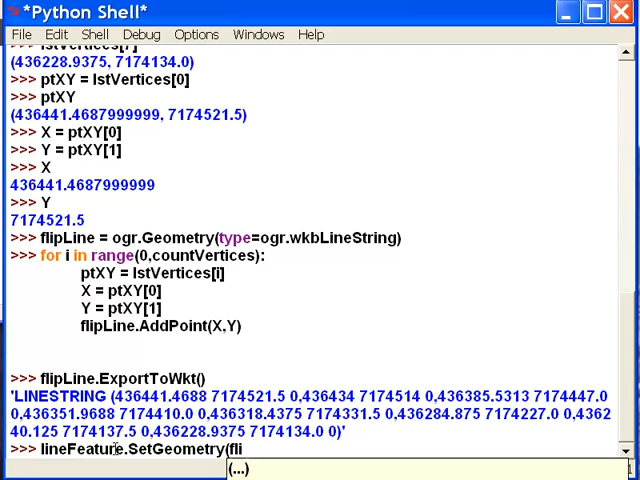 *Python Shell*
File Edit Shell Debug Options Windows Help
lstVertices[7]
(436228.9375, 7174134.0)
>>> ptXY = lstVertices[0]
>>> ptXY
(436441.4687999999, 7174521.5)
>>> X = ptXY[0]
>>> Y = ptXY[1]
>>> X
436441.4687999999
>>> Y
7174521.5
>>> flipLine = ogr.Geometry(type=ogr.wkbLineString)
>>> for i in range(0,countVertices):
ptXY = lstVertices[i]
X = ptXY[0]
Y = ptXY[1]
flipLine.AddPoint(X,Y)
>>> flipLine.ExportToWkt()
'LINESTRING (436441.4688 7174521.5 0,436434 7174514 0,436385.5313 7174447.0
0,436351.9688 7174410.0 0,436318.4375 7174331.5 0,436284.875 7174227.0 0,4362
40.125 7174137.5 0,436228.9375 7174134.0 0)'
>>> lineFeature.SetGeometry(fli
(...)